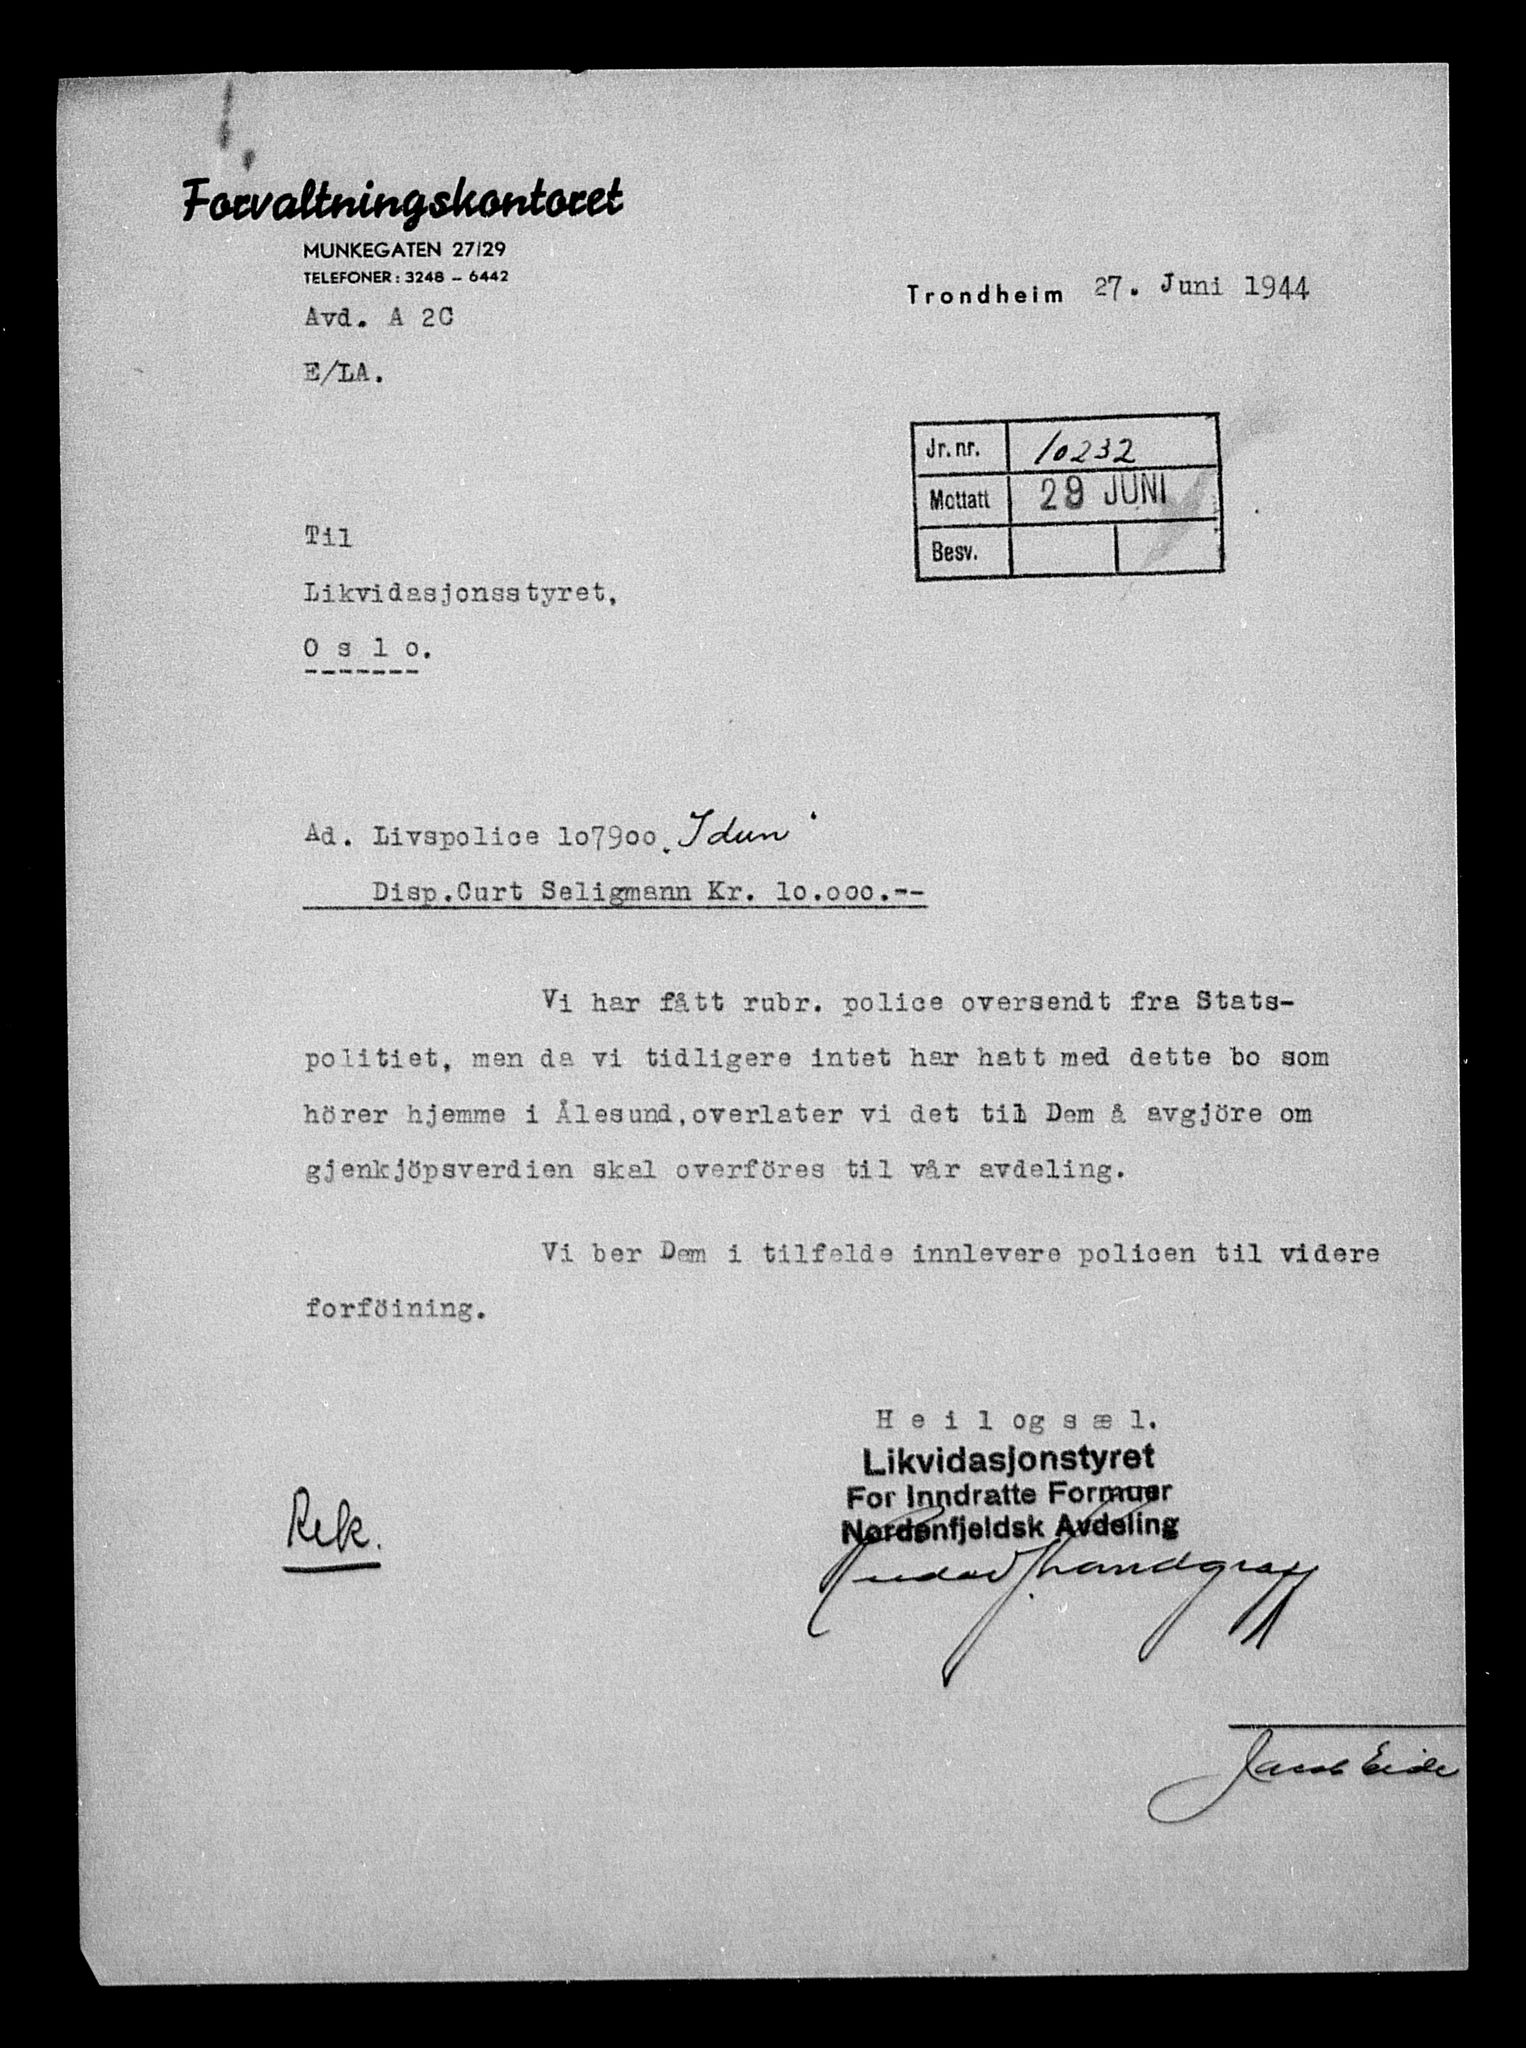 Forvaltningskontoret
MUNKEGATEN 27/29
TELEFONER: 3248 – 6442
Avd. A 2C
E/LA.
Trondheim 27. Juni 1944
Jr. nr. 10232
Mottatt 29 JUNI
Besv.
Til
Likvidasjonsstyret,
O s l o.
-------
Ad. Livspolice 107900 „Idun"
Disp.Curt Seligmann Kr. 10.000.--
Vi har fått rubr. police oversendt fra Stats-
politiet, men da vi tidligere intet har hatt med dette bo som
hörer hjemme i Ålesund,overlater vi det til Dem å avgjöre om
gjenkjöpsverdien skal overföres til vår avdeling.
Vi ber Dem i tilfelde innlevere policen til videre
forföining.
H e i l og s æ l.
Likvidasjonstyret
For Inndratte Formuer
Nordenfjeldsk Avdeling
Rek.
Jacob Eide